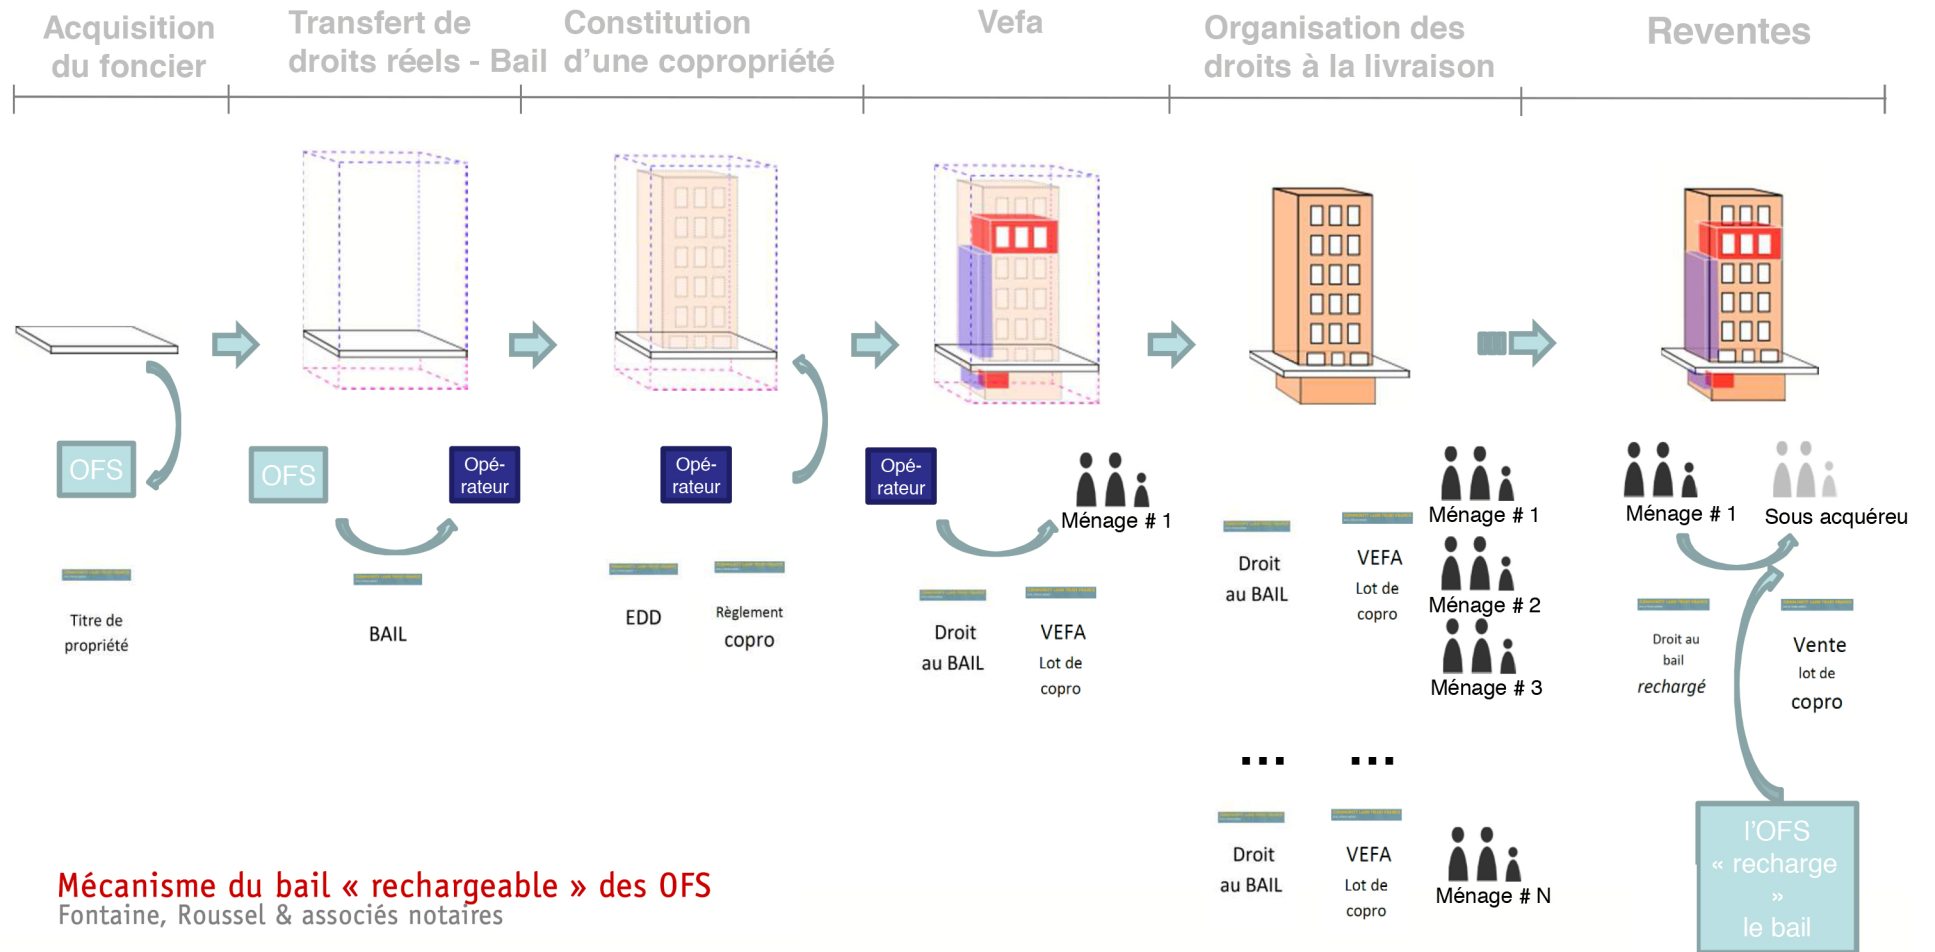 Acquisition
du foncier
Transfert de
droits réels - Bail
Constitution
d'une copropriété
Vefa
Organisation des
droits à la livraison
Reventes
OFS
Titre de
propriété
OFS
Opé-
rateur
BAIL
Opé-
rateur
EDD
Règlement
copro
Opé-
rateur
Ménage # 1
Droit
au BAIL
VEFA
Lot de
copro
Ménage # 1
Droit
au BAIL
VEFA
Lot de
copro
Ménage # 2
Ménage # 3
... ...
Droit
au BAIL
VEFA
Lot de
copro
Ménage # N
Ménage # 1
Sous acquéreu
Droit au
bail
rechargé
Vente
lot de
copro
l'OFS
« recharge
»
le bail
Mécanisme du bail « rechargeable » des OFS
Fontaine, Roussel & associés notaires